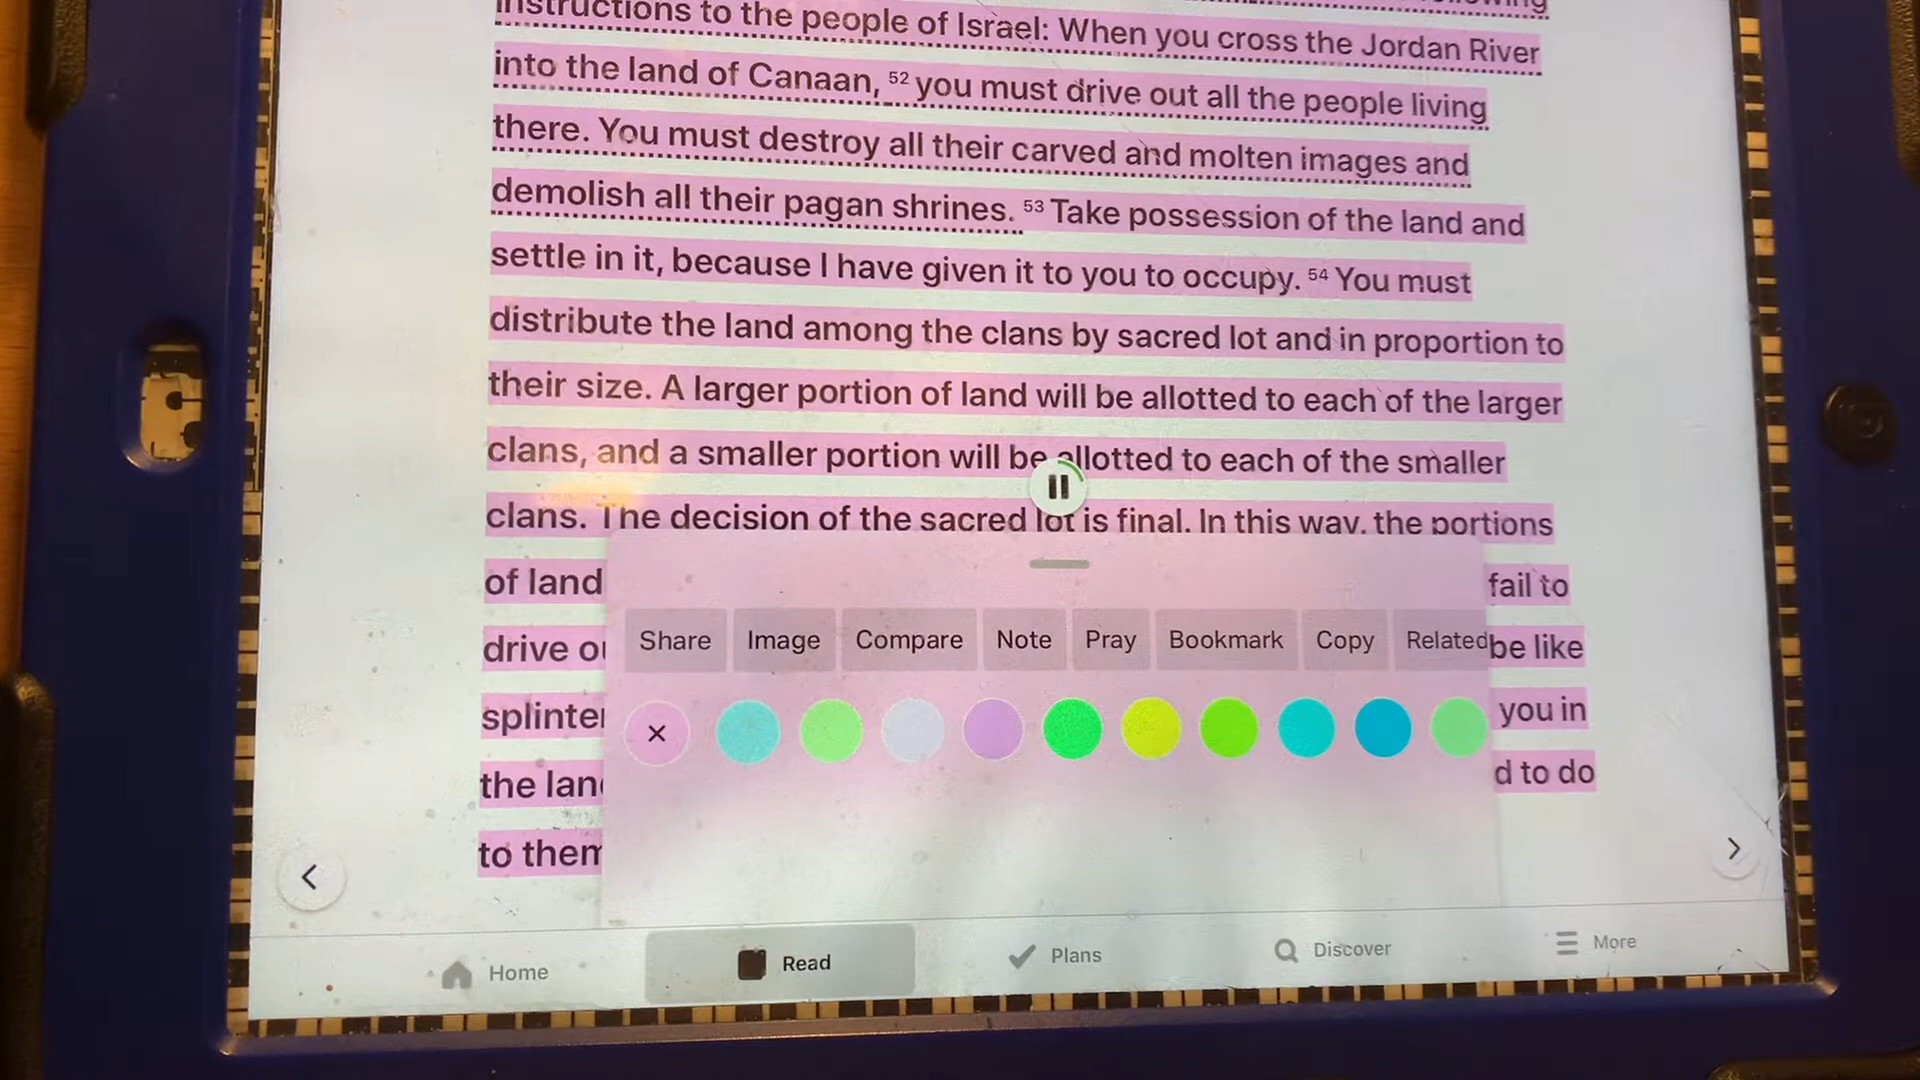 instructions to the people of Israel: When you cross the Jordan River
into the land of Canaan, 52 you must drive out all the people living
there. You must destroy all their carved and molten images and
demolish all their pagan shrines. 53 Take possession of the land and
settle in it, because I have given it to you to occupy. 54 You must
distribute the land among the clans by sacred lot and in proportion to
their size. A larger portion of land will be allotted to each of the larger
clans, and a smaller portion will be allotted to each of the smaller
clans. The decision of the sacred lot is final. In this way, the portions
of land fail to
drive be like
you in
the d to do
to
Share Image Compare Note Pray Bookmark Copy Related
Home Read Plans Discover More